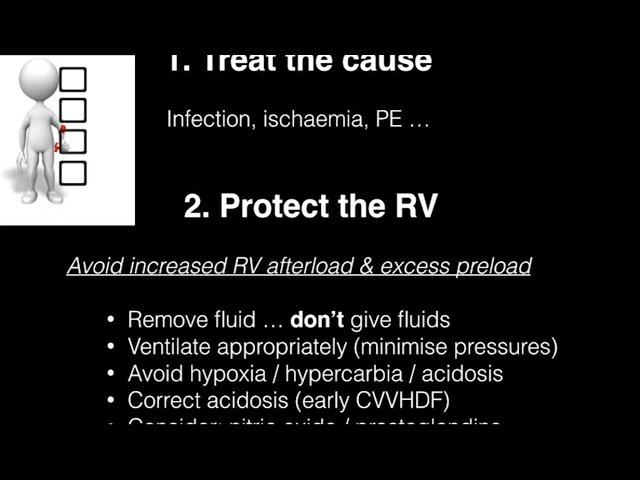 1. Treat the cause
Infection, ischaemia, PE …
2. Protect the RV
Avoid increased RV afterload & excess preload
• Remove fluid … don't give fluids
• Ventilate appropriately (minimise pressures)
• Avoid hypoxia / hypercarbia / acidosis
• Correct acidosis (early CVVHDF)
• Consider: nitric oxide / prostaglandins